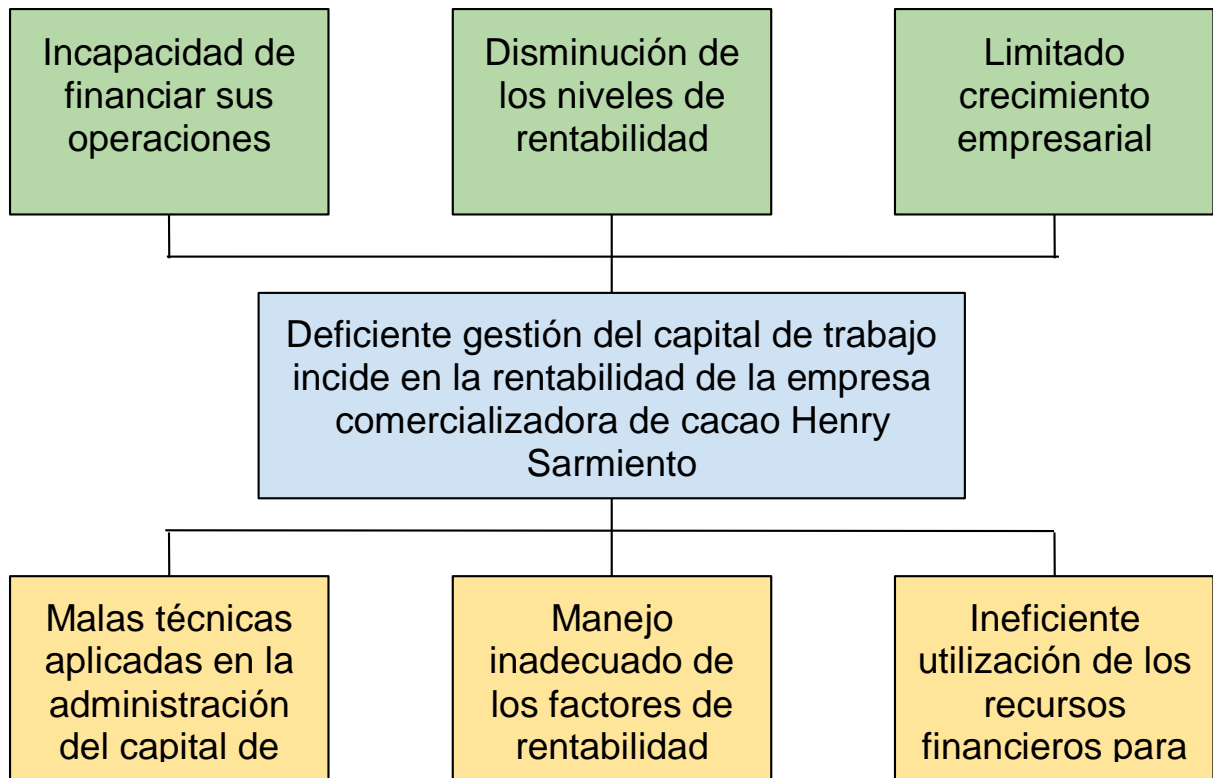 Incapacidad de
financiar sus
operaciones
Disminución de
los niveles de
rentabilidad
Limitado
crecimiento
empresarial
Deficiente gestión del capital de trabajo
incide en la rentabilidad de la empresa
comercializadora de cacao Henry
Sarmiento
Malas técnicas
aplicadas en la
administración
del capital de
Manejo
inadecuado de
los factores de
rentabilidad
Ineficiente
utilización de los
recursos
financieros para